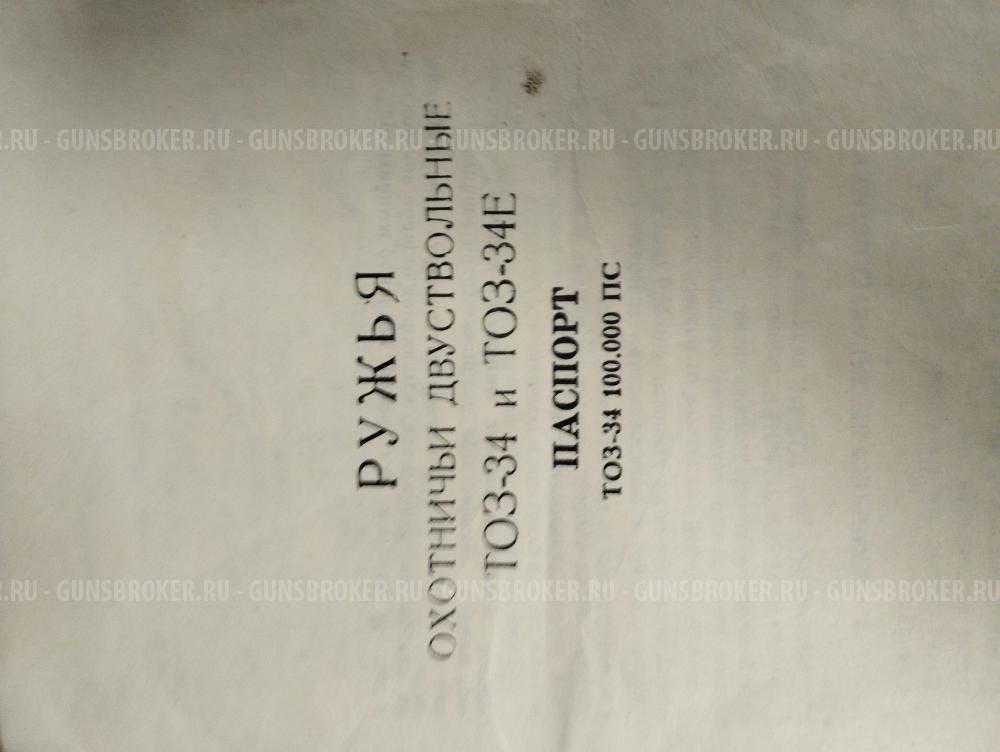 РУЖЬЯ
ОХОТНИЧЬИ ДВУСТВОЛЬНЫЕ
ТОЗ-34 и ТОЗ-34Е
ПАСПОРТ
ТОЗ-34 100.000 ПС
.RU - GUNSBROKER.RU - GUNSBROKER.RU - GUNSBROKER.RU - GUNSBROKER.RU - GUNSBROKER.RU
.RU - GUNSBROKER.RU - GUNSBROKER.RU - GUNSBROKER.RU - GUNSBROKER.RU - GUNSBROKER.RU